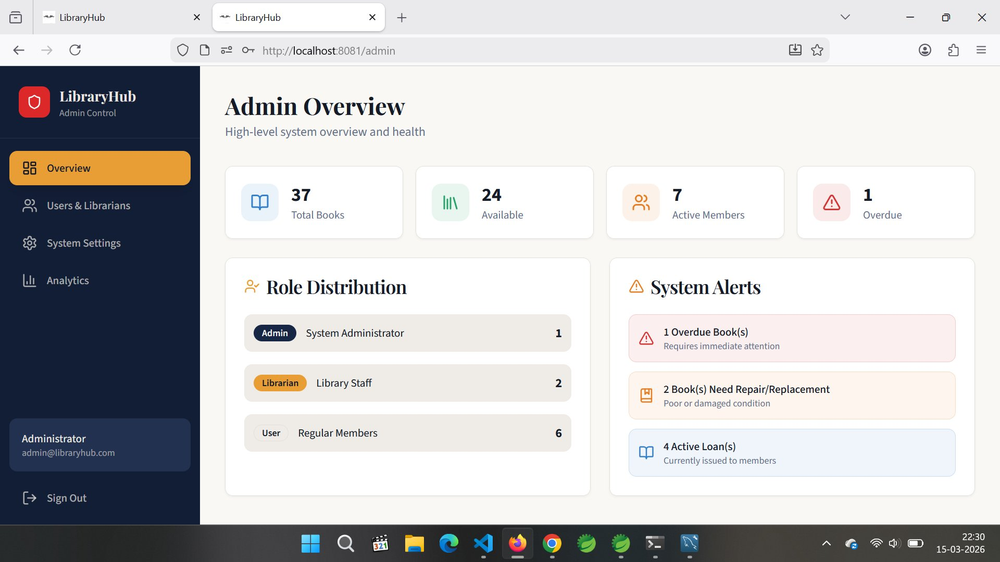 LibraryHub
LibraryHub
http://localhost:8081/admin
LibraryHub
Admin Control
Overview
Users & Librarians
System Settings
Analytics
Administrator
admin@libraryhub.com
Sign Out
Admin Overview
High-level system overview and health
37
Total Books
24
Available
7
Active Members
1
Overdue
Role Distribution
Admin System Administrator 1
Librarian Library Staff 2
User Regular Members 6
System Alerts
1 Overdue Book(s)
Requires immediate attention
2 Book(s) Need Repair/Replacement
Poor or damaged condition
4 Active Loan(s)
Currently issued to members
321
22:30
15-03-2026